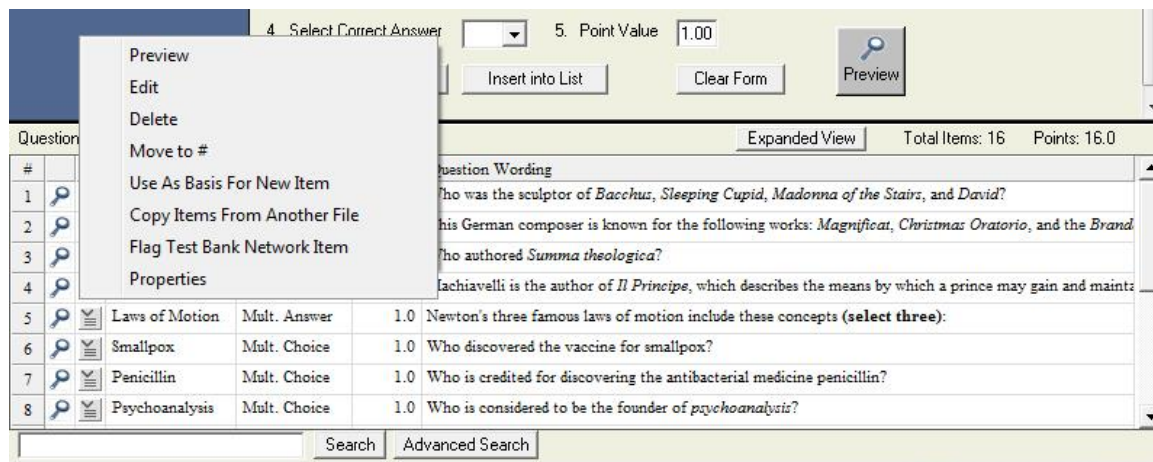 4. Select Correct Answer 5. Point Value 1.00
Insert into List Clear Form Preview
Preview
Edit
Delete
Move to #
Use As Basis For New Item
Copy Items From Another File
Flag Test Bank Network Item
Properties
Question Expanded View Total Items: 16 Points: 16.0
# Question Wording
1 Who was the sculptor of Bacchus, Sleeping Cupid, Madonna of the Stairs, and David?
2 This German composer is known for the following works: Magnificat, Christmas Oratorio, and the Brand
3 Who authored Summa theologica?
4 Machiavelli is the author of Il Principe, which describes the means by which a prince may gain and mainta
5 Laws of Motion Mult. Answer 1.0 Newton's three famous laws of motion include these concepts (select three):
6 Smallpox Mult. Choice 1.0 Who discovered the vaccine for smallpox?
7 Penicillin Mult. Choice 1.0 Who is credited for discovering the antibacterial medicine penicillin?
8 Psychoanalysis Mult. Choice 1.0 Who is considered to be the founder of psychoanalysis?
Search Advanced Search